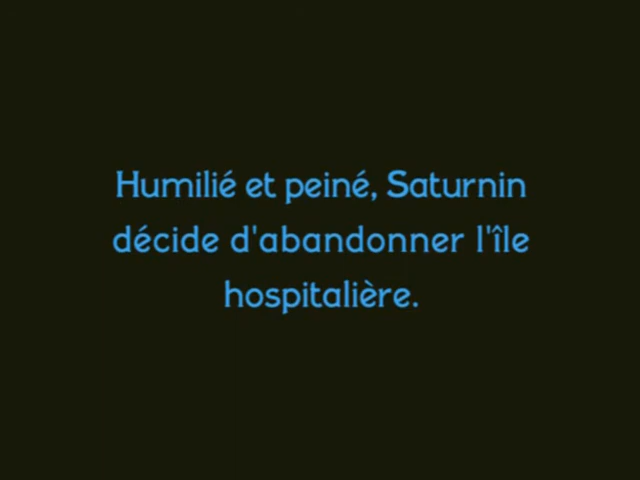 Humilié et peiné, Saturnin
décide d'abandonner l'île
hospitalière.